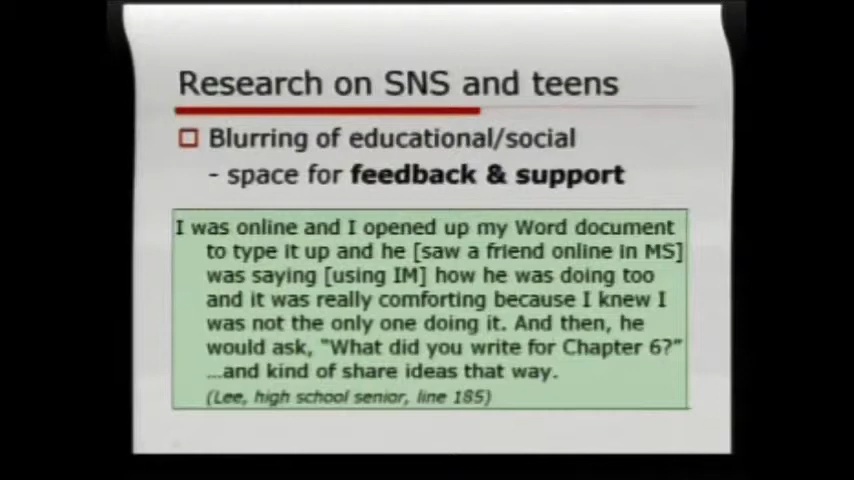 Research on SNS and teens
Blurring of educational/social
- space for feedback & support
I was online and I opened up my Word document
to type it up and he [saw a friend online in MS]
was saying [using IM] how he was doing too
and it was really comforting because I knew I
was not the only one doing it. And then, he
would ask, "What did you write for Chapter 6?"
...and kind of share ideas that way.
(Lee, high school senior, line 185)